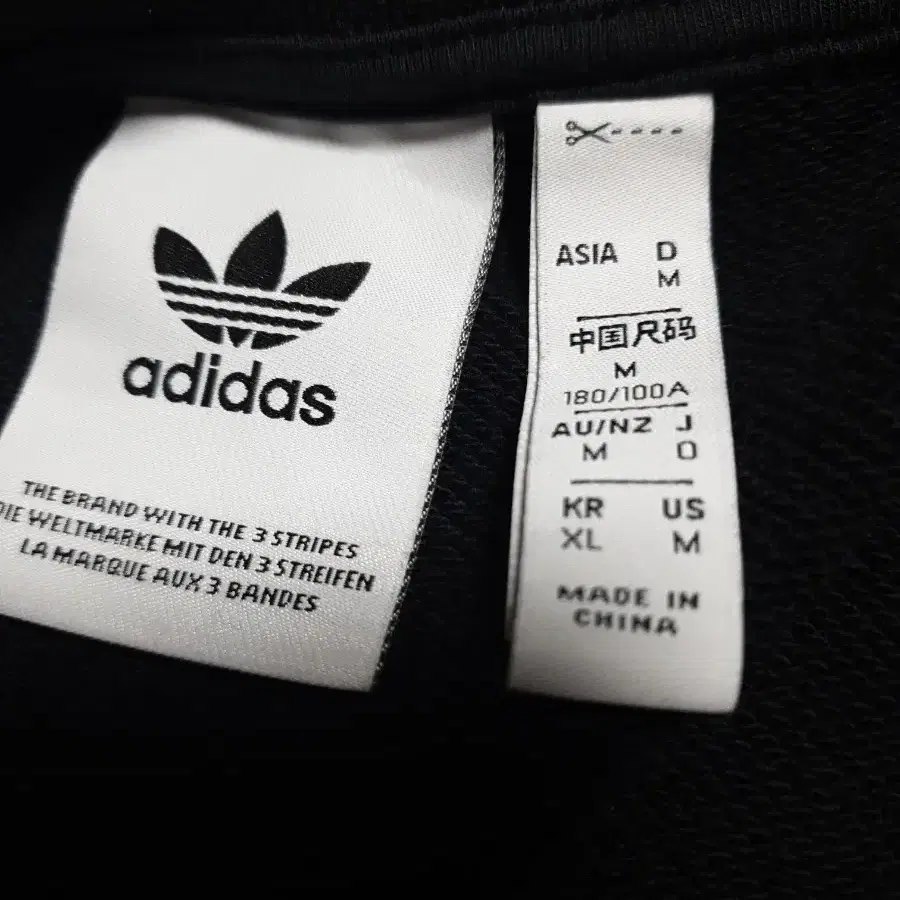 adidas
THE BRAND WITH THE 3 STRIPES
DIE WELTMARKE MIT DEN 3 STREIFEN
LA MARQUE AUX 3 BANDES
ASIA D
M
中国尺码
M
180/100A
AU/NZ J
M O
KR US
XL M
MADE IN
CHINA